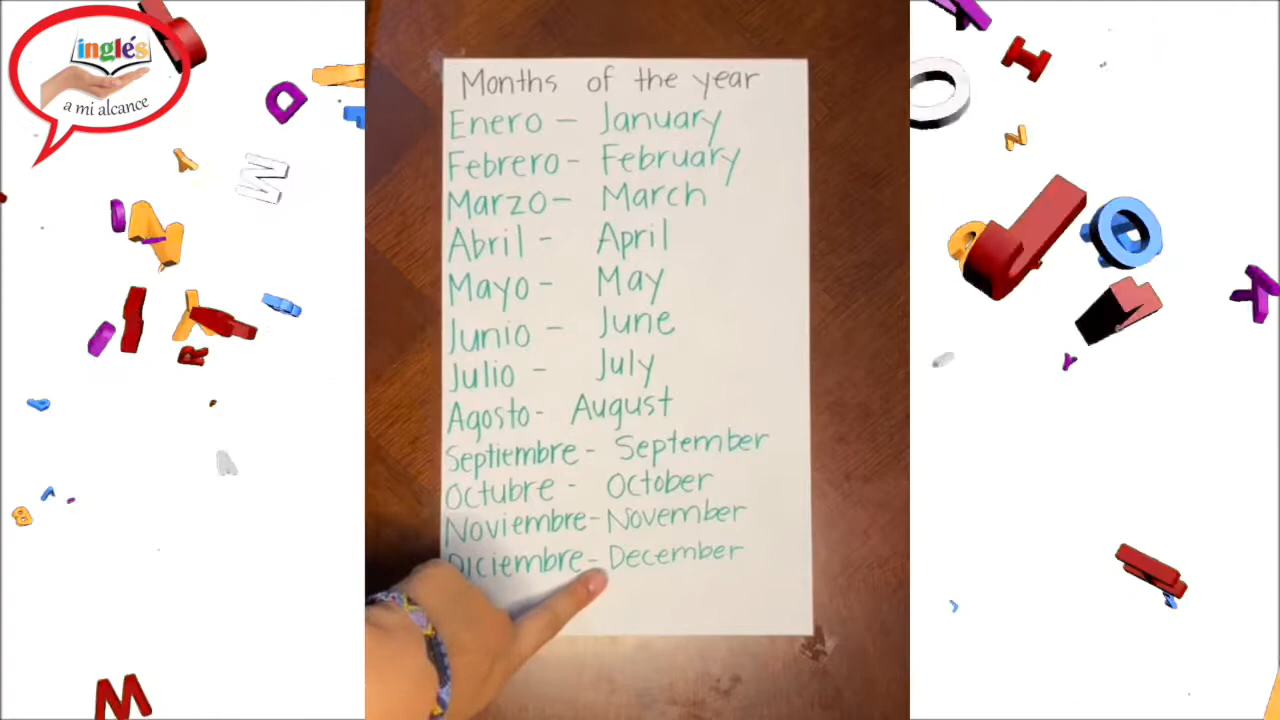 inglés
a mi alcance
Months of the year
Enero - January
Febrero - February
Marzo - March
Abril - April
Mayo - May
Junio - June
Julio - July
Agosto - August
Septiembre - September
Octubre - October
Noviembre - November
Diciembre - December